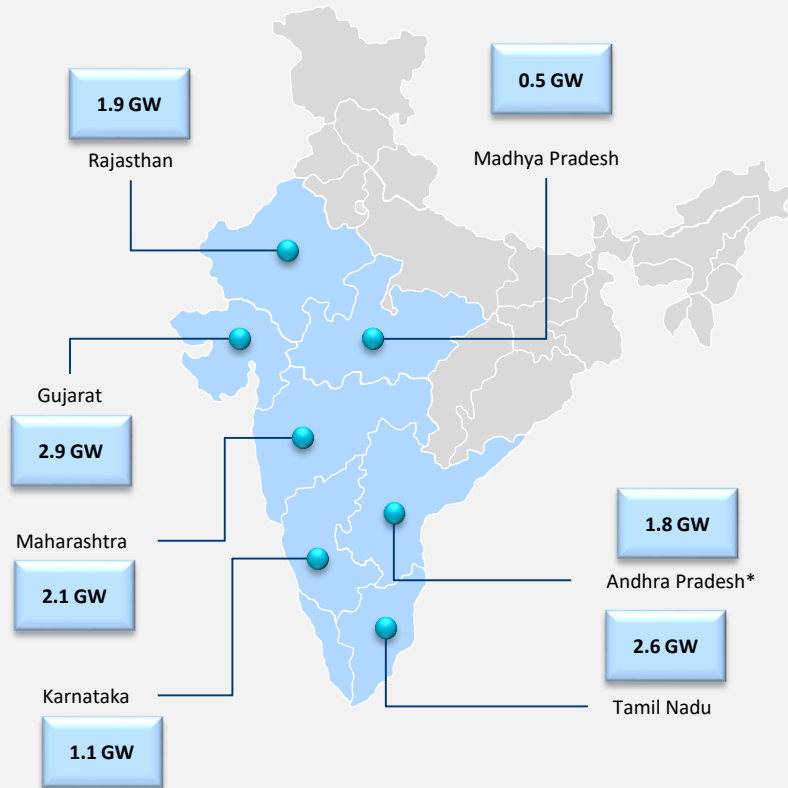 1.9 GW
Rajasthan
0.5 GW
Madhya Pradesh
Gujarat
2.9 GW
Maharashtra
2.1 GW
Karnataka
1.1 GW
1.8 GW
Andhra Pradesh*
2.6 GW
Tamil Nadu